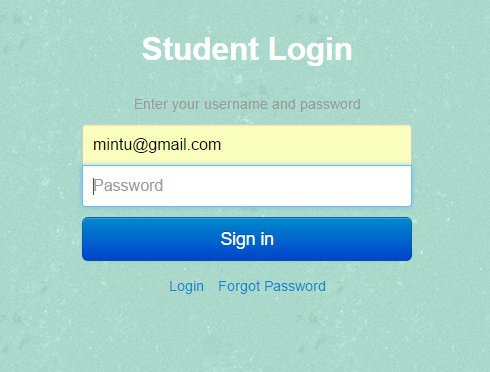 Student Login
Enter your username and password
mintu@gmail.com
Password
Sign in
Login Forgot Password